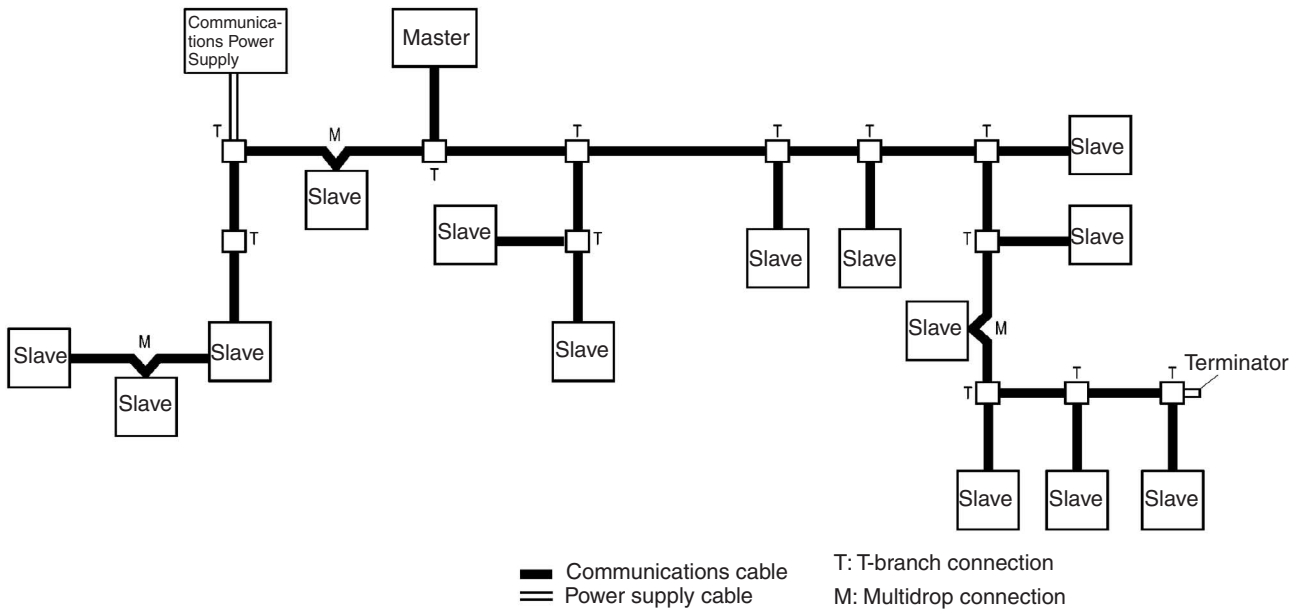 Communica-
tions Power
Supply
Master
T
M
T
T
T
T
T
Slave
Slave
T
Slave
T
Slave
Slave
T
Slave
Slave
M
Slave
Slave
M
Slave
Slave
Slave
T
T
T
Terminator
Slave
Slave
Slave
Communications cable
T: T-branch connection
Power supply cable
M: Multidrop connection